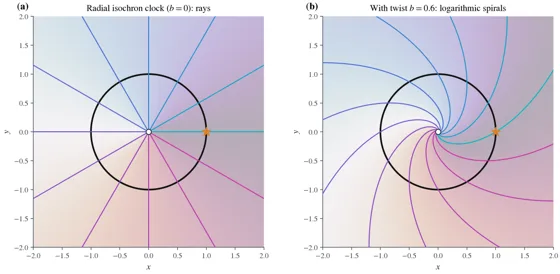 (a)
Radial isochron clock (b = 0): rays
2.0
1.5
1.0
0.5
0.0
−0.5
−1.0
−1.5
−2.0
y
−2.0 −1.5 −1.0 −0.5 0.0 0.5 1.0 1.5 2.0
x
(b)
With twist b = 0.6: logarithmic spirals
2.0
1.5
1.0
0.5
0.0
−0.5
−1.0
−1.5
−2.0
y
−2.0 −1.5 −1.0 −0.5 0.0 0.5 1.0 1.5 2.0
x